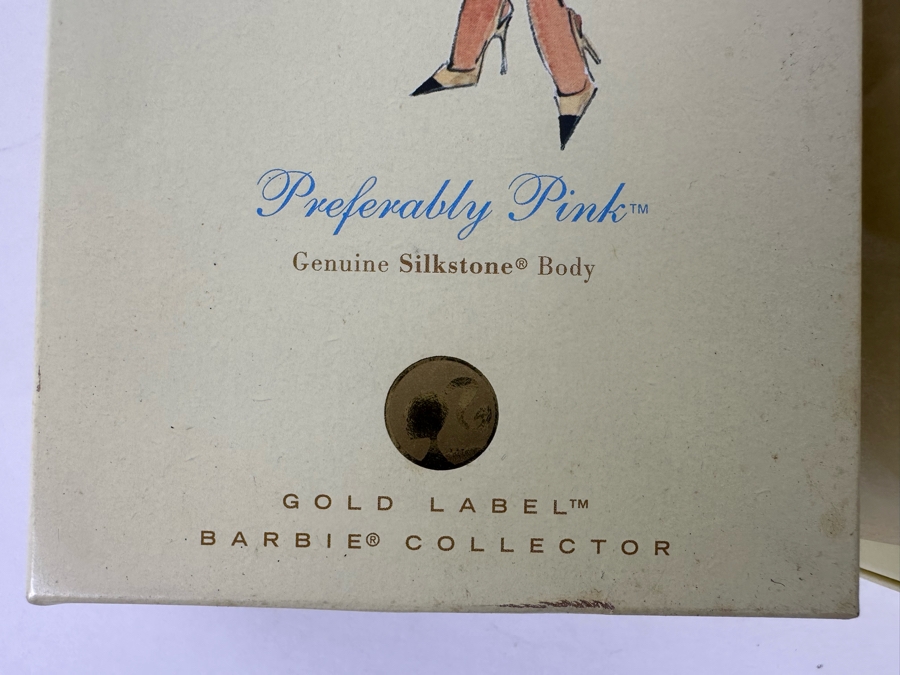 Preferably Pink™
Genuine Silkstone® Body
GOLD LABEL™
BARBIE® COLLECTOR